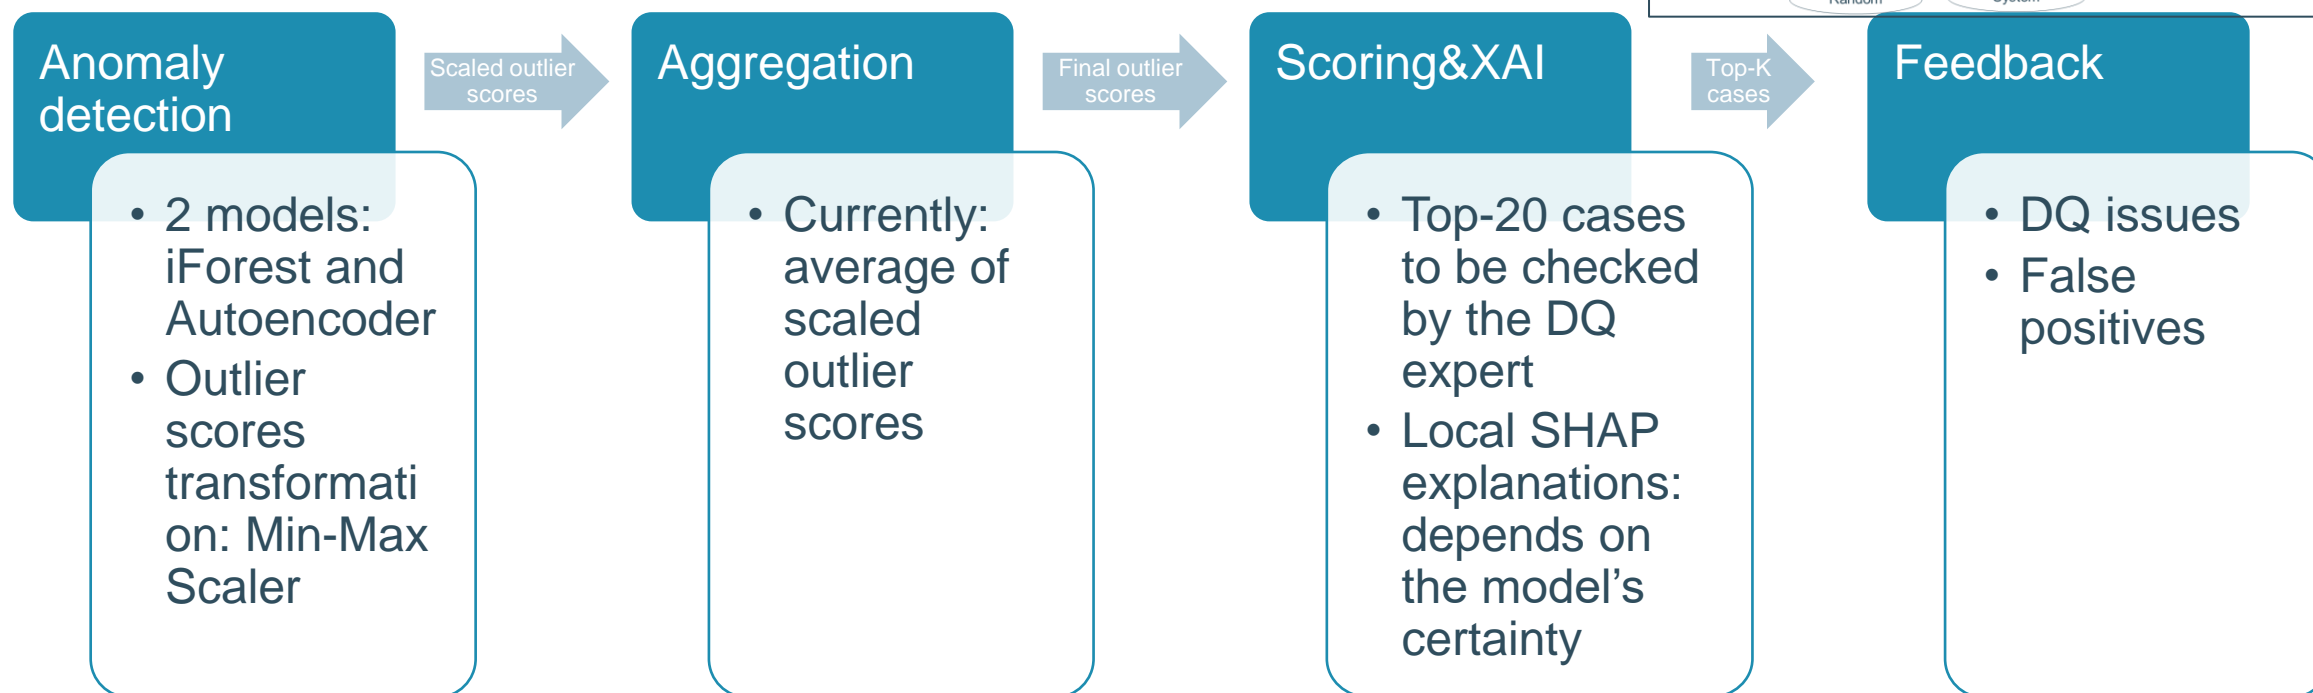 Random
System
Anomaly
detection
Scaled outlier
scores
Aggregation
Final outlier
scores
Scoring&XAI
Top-K
cases
Feedback
• 2 models:
iForest and
Autoencoder
• Outlier
scores
transformati
on: Min-Max
Scaler
• Currently:
average of
scaled
outlier
scores
• Top-20 cases
to be checked
by the DQ
expert
• Local SHAP
explanations:
depends on
the model’s
certainty
• DQ issues
• False
positives